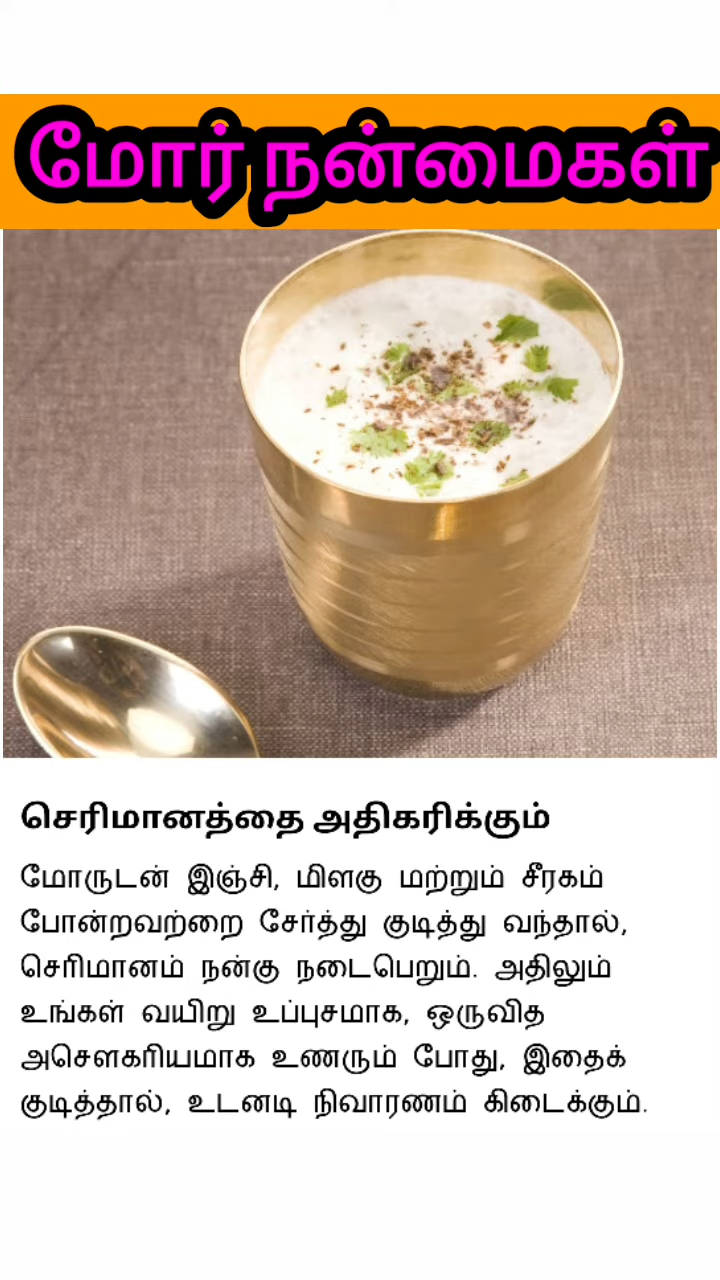 மோர் நன்மைகள்
செரிமானத்தை அதிகரிக்கும்
மோருடன் இஞ்சி, மிளகு மற்றும் சீரகம்
போன்றவற்றை சேர்த்து குடித்து வந்தால்,
செரிமானம் நன்கு நடைபெறும். அதிலும்
உங்கள் வயிறு உப்புசமாக, ஒருவித
அசௌகரியமாக உணரும் போது, இதைக்
குடித்தால், உடனடி நிவாரணம் கிடைக்கும்.